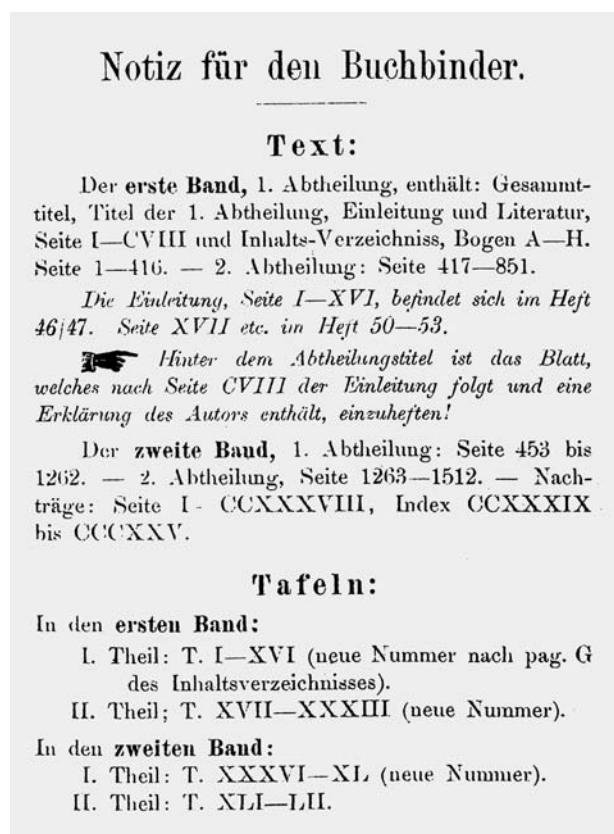 Notiz für den Buchbinder.
Text:
Der erste Band, 1. Abtheilung, enthält: Gesammt-
titel, Titel der 1. Abtheilung, Einleitung und Literatur,
Seite I—CVIII und Inhalts-Verzeichniss, Bogen A—H.
Seite 1—416. — 2. Abtheilung: Seite 417—851.
Die Einleitung, Seite I—XVI, befindet sich im Heft
46/47. Seite XVII etc. im Heft 50—53.
☛ Hinter dem Abtheilungstitel ist das Blatt,
welches nach Seite CVIII der Einleitung folgt und eine
Erklärung des Autors enthält, einzuheften!
Der zweite Band, 1. Abtheilung: Seite 453 bis
1262. — 2. Abtheilung, Seite 1263—1512. — Nach-
träge: Seite I - CCXXXVIII, Index CCXXXIX
bis CCCXXV.
Tafeln:
In den ersten Band:
I. Theil: T. I—XVI (neue Nummer nach pag. G
des Inhaltsverzeichnisses).
II. Theil; T. XVII—XXXIII (neue Nummer).
In den zweiten Band:
I. Theil: T. XXXVI—XL (neue Nummer).
II. Theil: T. XLI—LII.